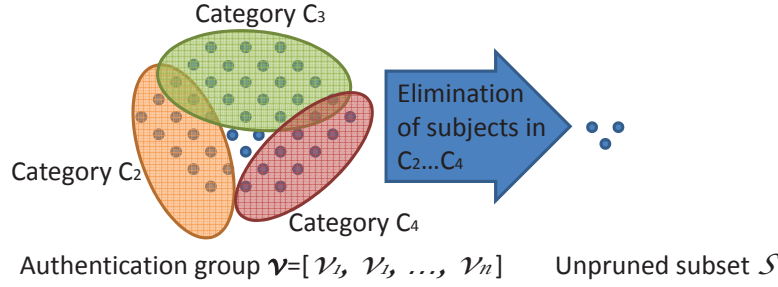 Category C₃
Elimination
of subjects in
C₂...C₄
Category C₂
Category C₄
Authentication group 𝒱=[ 𝒱₁, 𝒱₁, ..., 𝒱ₙ ]
Unpruned subset 𝒮